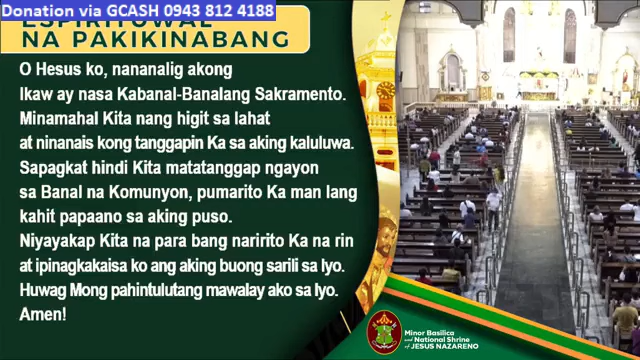 Donation via GCASH 0943 812 4188
ESPIRITUWAL
NA PAKIKINABANG
O Hesus ko, nananalig akong
Ikaw ay nasa Kabanal-Banalang Sakramento.
Minamahal Kita nang higit sa lahat
at ninanais kong tanggapin Ka sa aking kaluluwa.
Sapagkat hindi Kita matatanggap ngayon
sa Banal na Komunyon, pumarito Ka man lang
kahit papaano sa aking puso.
Niyayakap Kita na para bang naririto Ka na rin
at ipinagkakaisa ko ang aking buong sarili sa Iyo.
Huwag Mong pahintulutang mawalay ako sa Iyo.
Amen!
Minor Basilica
and National Shrine
of JESUS NAZARENO